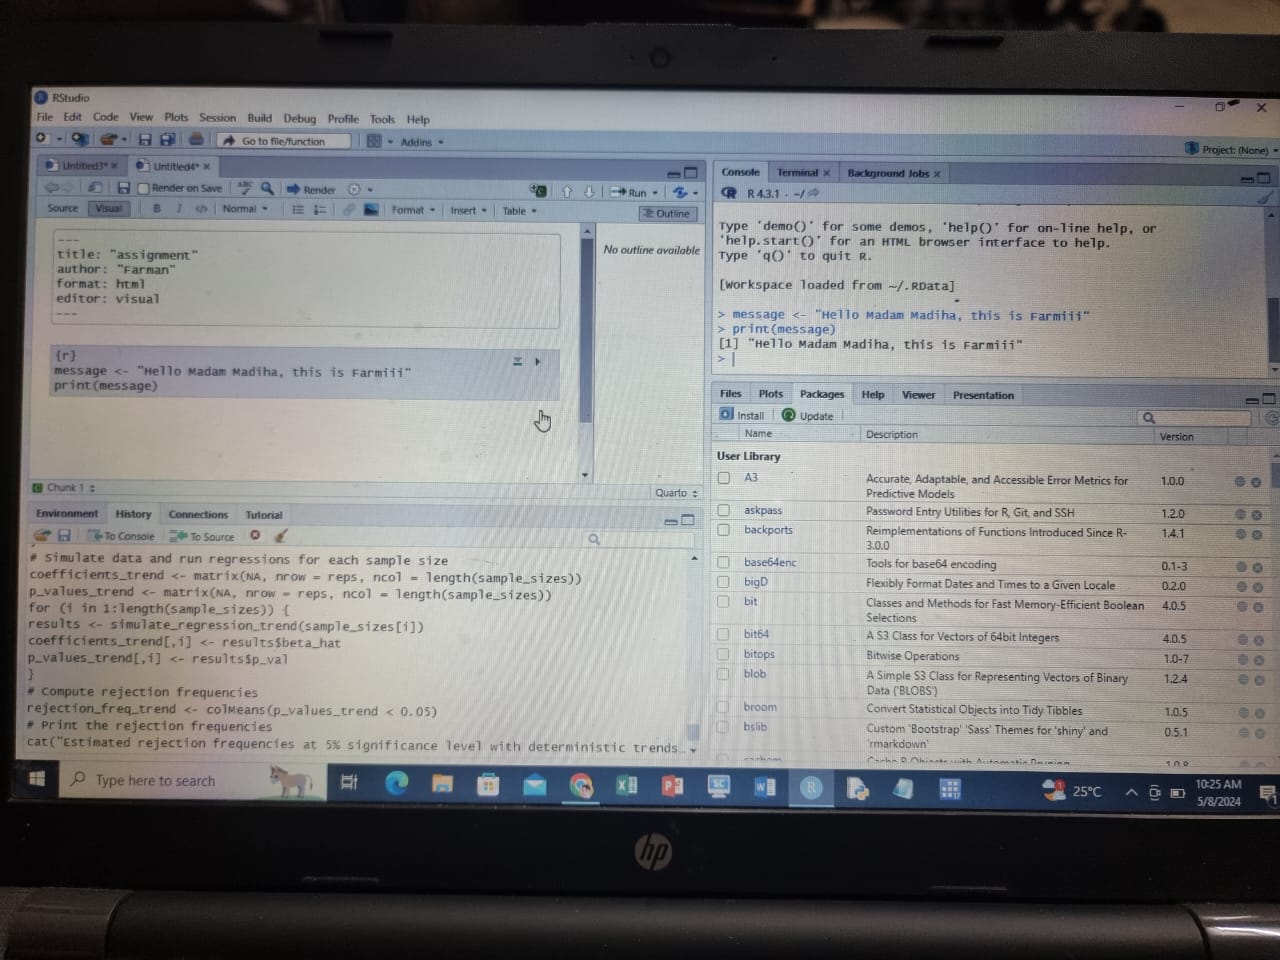 RStudio
File Edit Code View Plots Session Build Debug Profile Tools Help
Go to file/function
Addins
Project: (None)
Untitled3*
Untitled4*
Render on Save
ABC
Render
Run
Source
Visual
B I </>
Normal
Format
Insert
Table
Outline
---
title: "assignment"
author: "Farman"
format: html
editor: visual
---
No outline available
{r}
message <- "Hello Madam Madiha, this is Farmiii"
print(message)
Chunk 1
Quarto
Console
Terminal
Background Jobs
R 4.3.1 . ~/
Type 'demo()' for some demos, 'help()' for on-line help, or
'help.start()' for an HTML browser interface to help.
Type 'q()' to quit R.
[Workspace loaded from ~/.RData]
> message <- "Hello Madam Madiha, this is Farmiii"
> print(message)
[1] "Hello Madam Madiha, this is Farmiii"
>
Environment History Connections Tutorial
To Console
To Source
# Simulate data and run regressions for each sample size
coefficients_trend <- matrix(NA, nrow = reps, ncol = length(sample_sizes))
p_values_trend <- matrix(NA, nrow = reps, ncol = length(sample_sizes))
for (i in 1:length(sample_sizes)) {
results <- simulate_regression_trend(sample_sizes[i])
coefficients_trend[,i] <- results$beta_hat
p_values_trend[,i] <- results$p_val
}
# Compute rejection frequencies
rejection_freq_trend <- colMeans(p_values_trend < 0.05)
# Print the rejection frequencies
cat("Estimated rejection frequencies at 5% significance level with deterministic trends...
Files Plots Packages Help Viewer Presentation
Install
Update
Name Description Version
User Library
A3 Accurate, Adaptable, and Accessible Error Metrics for 1.0.0
Predictive Models
askpass Password Entry Utilities for R, Git, and SSH 1.2.0
backports Reimplementations of Functions Introduced Since R- 1.4.1
3.0.0
base64enc Tools for base64 encoding 0.1-3
bigD Flexibly Format Dates and Times to a Given Locale 0.2.0
bit Classes and Methods for Fast Memory-Efficient Boolean 4.0.5
Selections
bit64 A S3 Class for Vectors of 64bit Integers 4.0.5
bitops Bitwise Operations 1.0-7
blob A Simple S3 Class for Representing Vectors of Binary 1.2.4
Data ('BLOBS')
broom Convert Statistical Objects into Tidy Tibbles 1.0.5
bslib Custom 'Bootstrap' 'Sass' Themes for 'shiny' and 0.5.1
'rmarkdown'
Type here to search
25°C
10:25 AM
5/8/2024
hp